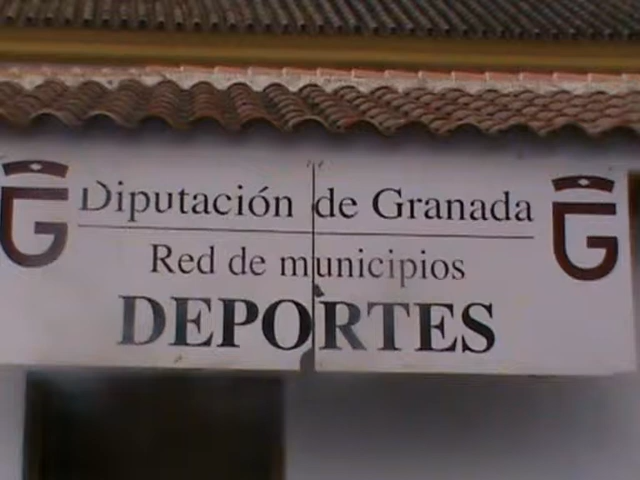 Diputación de Granada
Red de municipios
DEPORTES